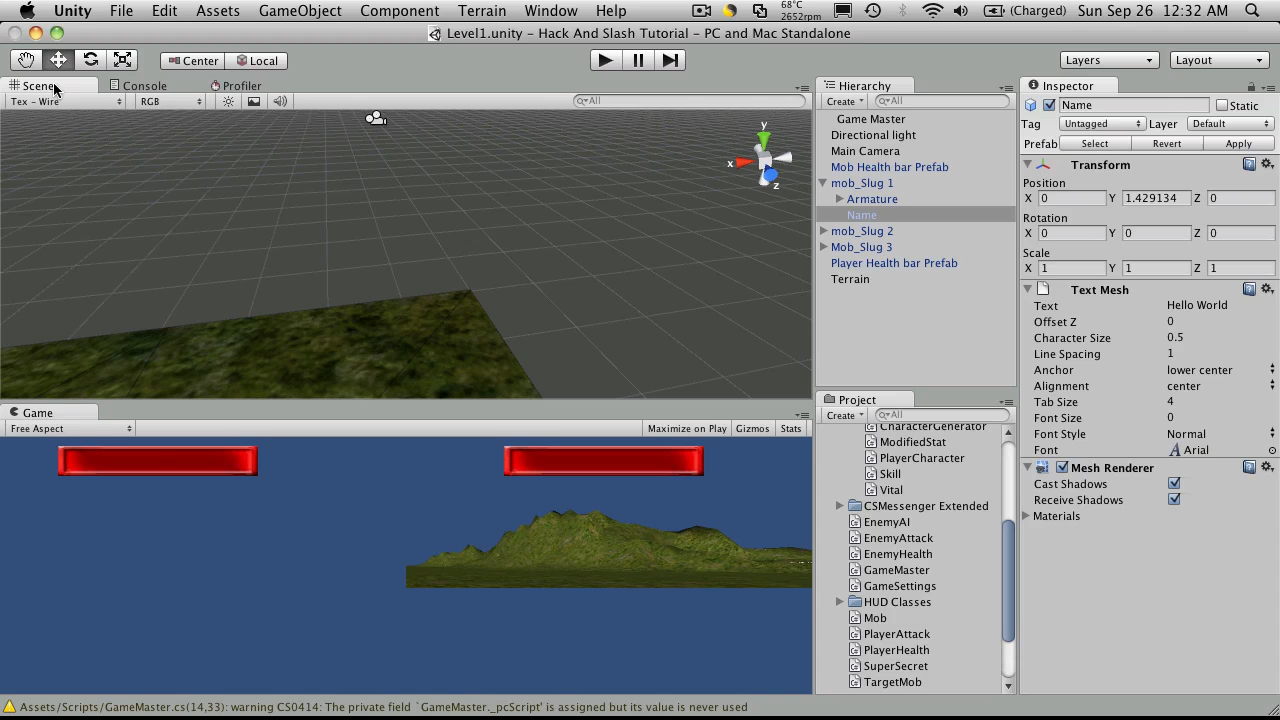 Unity File Edit Assets GameObject Component Terrain Window Help 68°C 2652rpm (Charged) Sun Sep 26 12:32 AM
Level1.unity - Hack And Slash Tutorial - PC and Mac Standalone
Center Local Layers Layout
Scene Console Profiler
Tex - Wire RGB All
y
x
z
Game
Free Aspect Maximize on Play Gizmos Stats
Hierarchy
Create All
Game Master
Directional light
Main Camera
Mob Health bar Prefab
mob_Slug 1
Armature
Name
mob_Slug 2
Mob_Slug 3
Player Health bar Prefab
Terrain
Project
Create All
CharacterGenerator
ModifiedStat
PlayerCharacter
Skill
Vital
CSMessenger Extended
EnemyAI
EnemyAttack
EnemyHealth
GameMaster
GameSettings
HUD Classes
Mob
PlayerAttack
PlayerHealth
SuperSecret
TargetMob
Inspector
Name Static
Tag Untagged Layer Default
Prefab Select Revert Apply
Transform
Position
X 0 Y 1.429134 Z 0
Rotation
X 0 Y 0 Z 0
Scale
X 1 Y 1 Z 1
Text Mesh
Text Hello World
Offset Z 0
Character Size 0.5
Line Spacing 1
Anchor lower center
Alignment center
Tab Size 4
Font Size 0
Font Style Normal
Font Arial
Mesh Renderer
Cast Shadows
Receive Shadows
Materials
Assets/Scripts/GameMaster.cs(14,33): warning CS0414: The private field `GameMaster._pcScript' is assigned but its value is never used